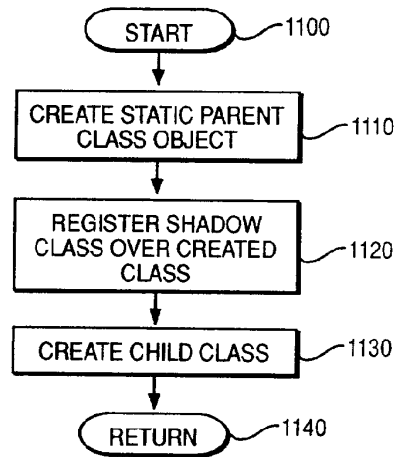 START
1100
CREATE STATIC PARENT
CLASS OBJECT
1110
REGISTER SHADOW
CLASS OVER CREATED
CLASS
1120
CREATE CHILD CLASS
1130
RETURN
1140